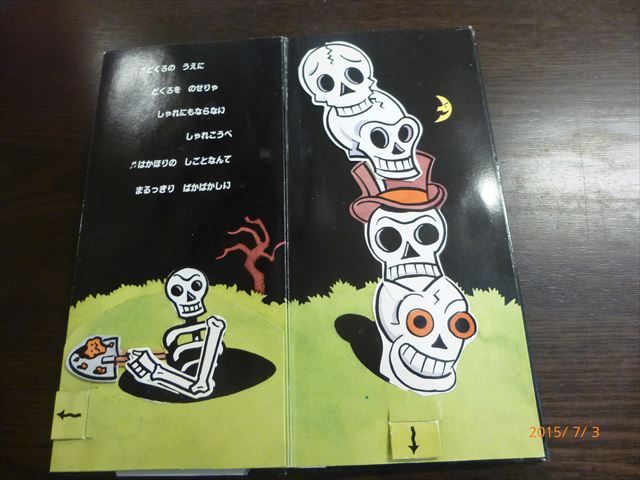 ♬どくろの うえに
どくろを のせりゃ
しゃれにもならない
しゃれこうべ
♬はかほりの しごとなんて
まるっきり ばかばかしい
2015/ 7/ 3